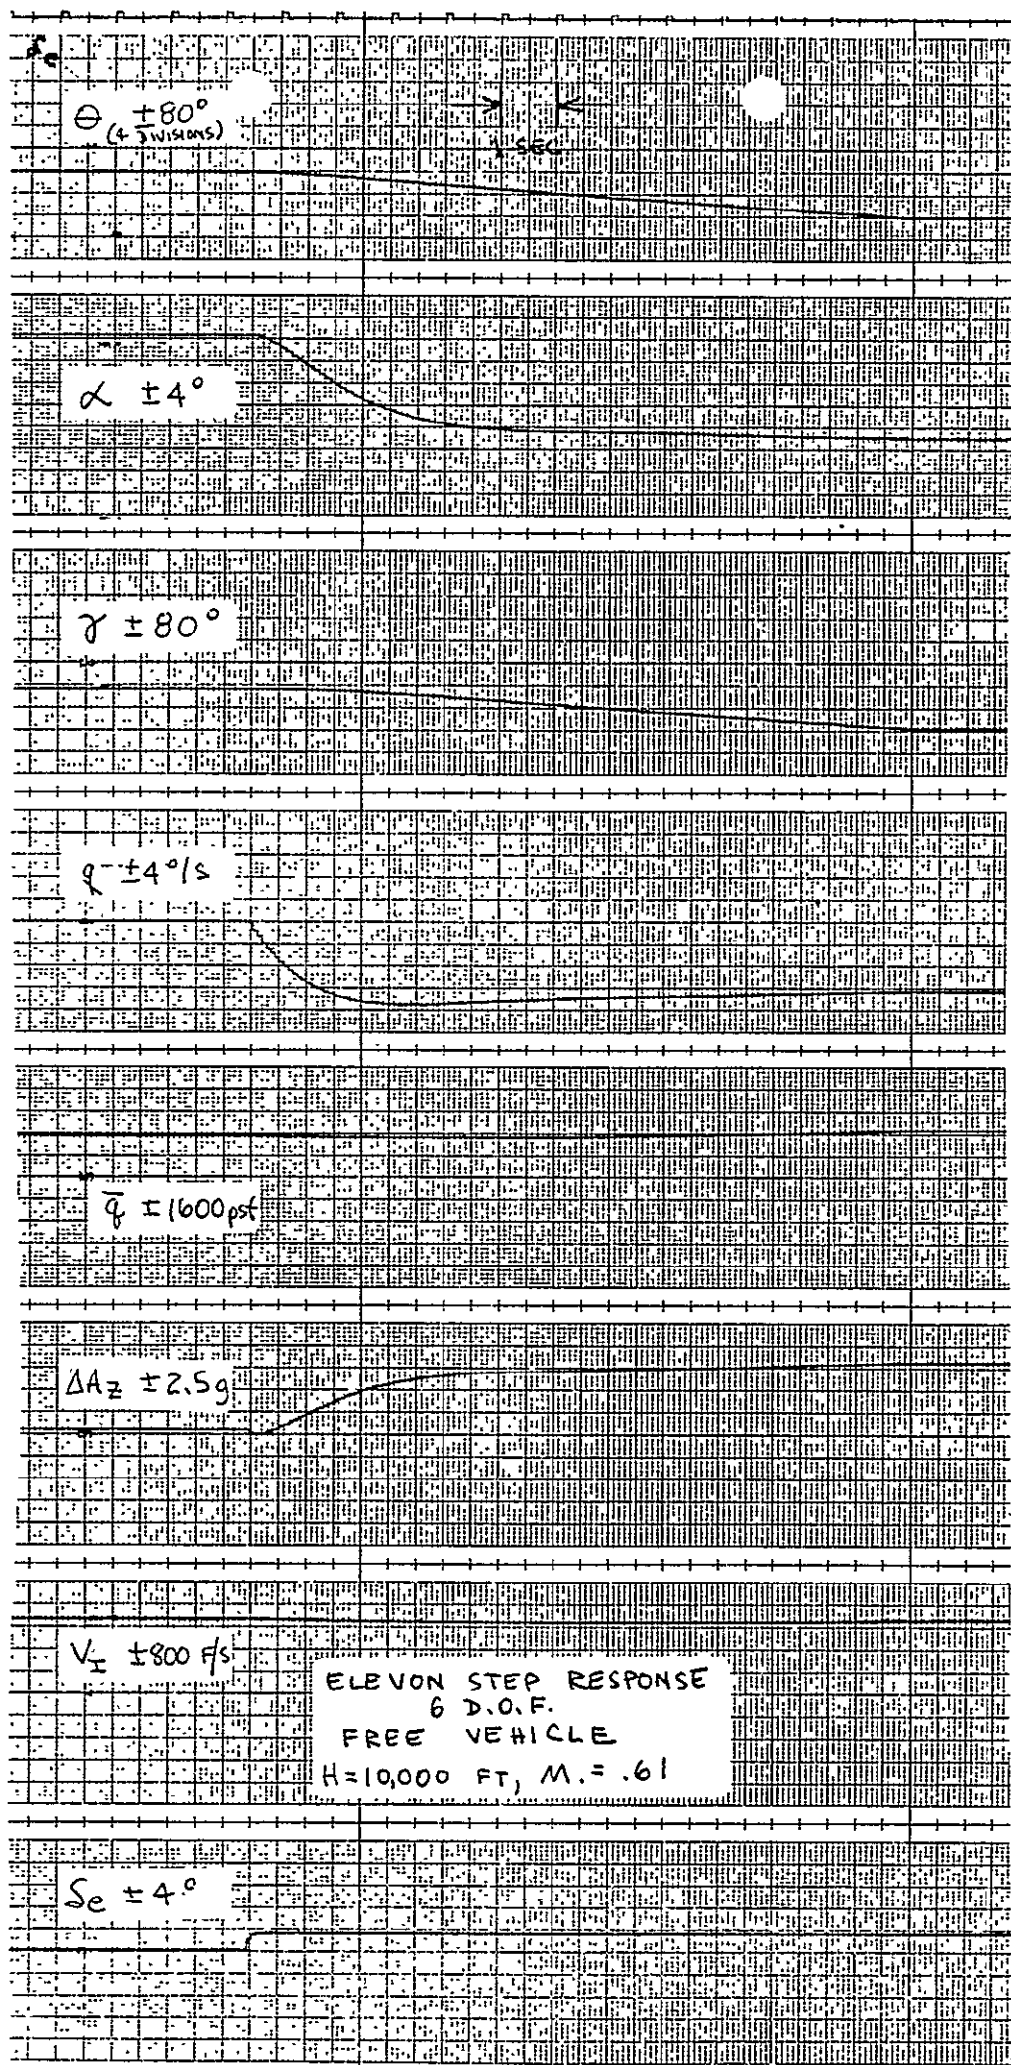 δe
θ ±80°
(4 DIVISIONS)
1 SEC
α ±4°
γ ±80°
q ±4°/s
q̄ ±1600psf
ΔAz ±2.5g
VI ±800 F/s
ELEVON STEP RESPONSE
6 D.O.F.
FREE VEHICLE
H=10,000 FT, M.= .61
δe ±4°